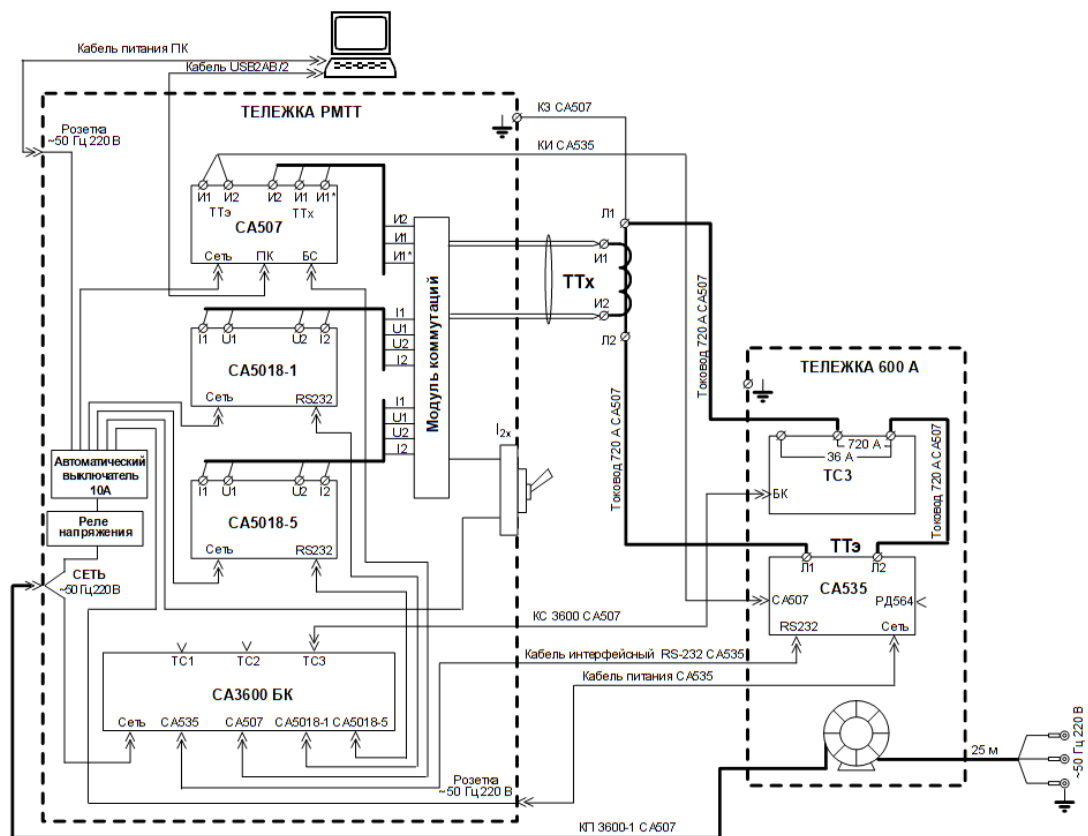 Кабель питания ПК
Кабель USB2AB/2
ТЕЛЕЖКА РМТТ
Розетка
~50 Гц 220 В
КЗ СА507
КИ СА535
И1
И2
И2
И1
И1*
ТТэ
ТТх
СА507
Сеть
ПК
БС
И2
И1
И1*
I1
U1
U2
I2
I1
U1
U2
I2
Модуль коммутаций
I1
U1
U2
I2
СА5018-1
Сеть
RS232
I1
U1
U2
I2
СА5018-5
Сеть
RS232
Автоматический
выключатель
10А
Реле
напряжения
СЕТЬ
~50 Гц 220 В
I2х
Л1
И1
ТТх
И2
Л2
Токовод 720 А СА507
Токовод 720 А СА507
Токовод 720 А СА507
ТЕЛЕЖКА 600 А
720 А
36 А
ТС3
БК
ТТэ
Л1
Л2
СА535
СА507
РД564
RS232
Сеть
КС 3600 СА507
Кабель интерфейсный RS-232 СА535
Кабель питания СА535
ТС1
ТС2
ТС3
СА3600 БК
Сеть
СА535
СА507
СА5018-1
СА5018-5
Розетка
~50 Гц 220 В
25 м
~50 Гц 220 В
КП 3600-1 СА507